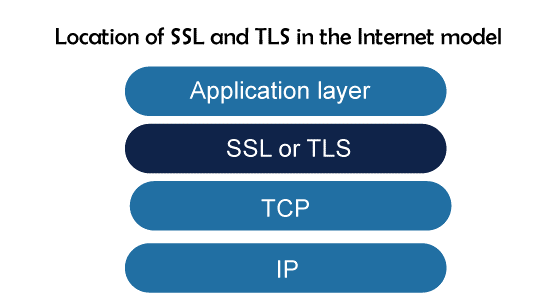 Location of SSL and TLS in the Internet model
Application layer
SSL or TLS
TCP
IP